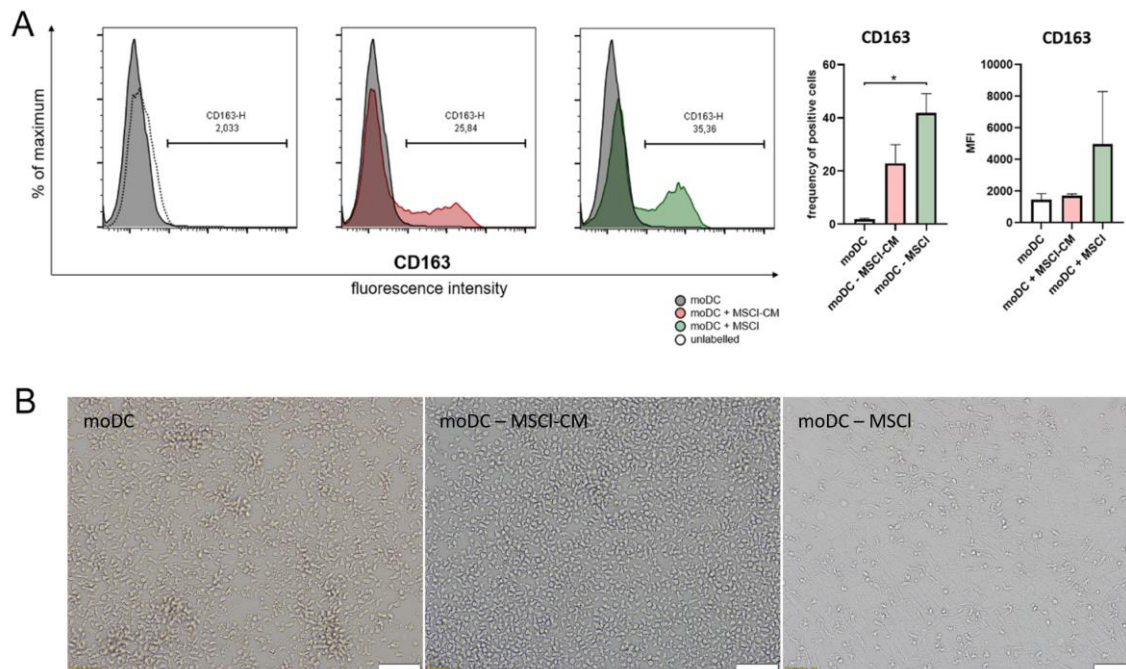 A
% of maximum
CD163-H
2,033
CD163-H
25,84
CD163-H
35,36
CD163
fluorescence intensity
moDC
moDC + MSCl-CM
moDC + MSCl
unlabelled
CD163
frequency of positive cells
60
40
20
0
*
moDC
moDC - MSCl-CM
moDC - MSCl
CD163
MFI
10000
8000
6000
4000
2000
0
moDC
moDC + MSCl-CM
moDC + MSCl
B
moDC
moDC – MSCl-CM
moDC – MSCl